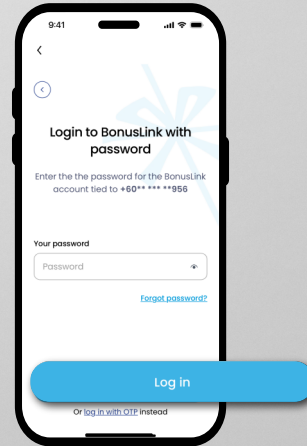 9:41
Login to BonusLink with
password
Enter the the password for the BonusLink
account tied to +60** *** **956
Your password
Password
Forgot password?
Log in
Or log in with OTP instead